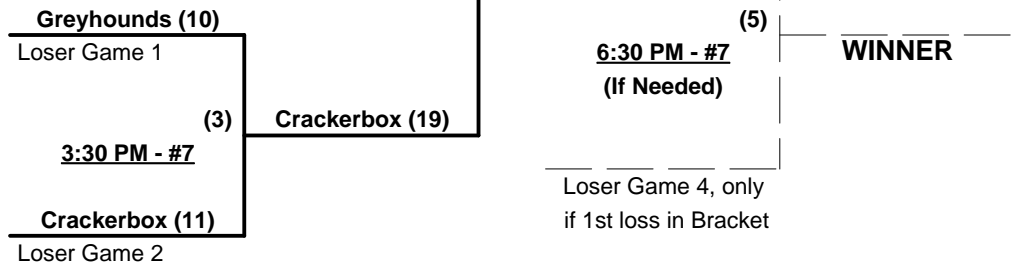 Greyhounds (10)
Loser Game 1
(3)
3:30 PM - #7
Crackerbox (19)
Crackerbox (11)
Loser Game 2
(5)
6:30 PM - #7
(If Needed)
WINNER
Loser Game 4, only
if 1st loss in Bracket